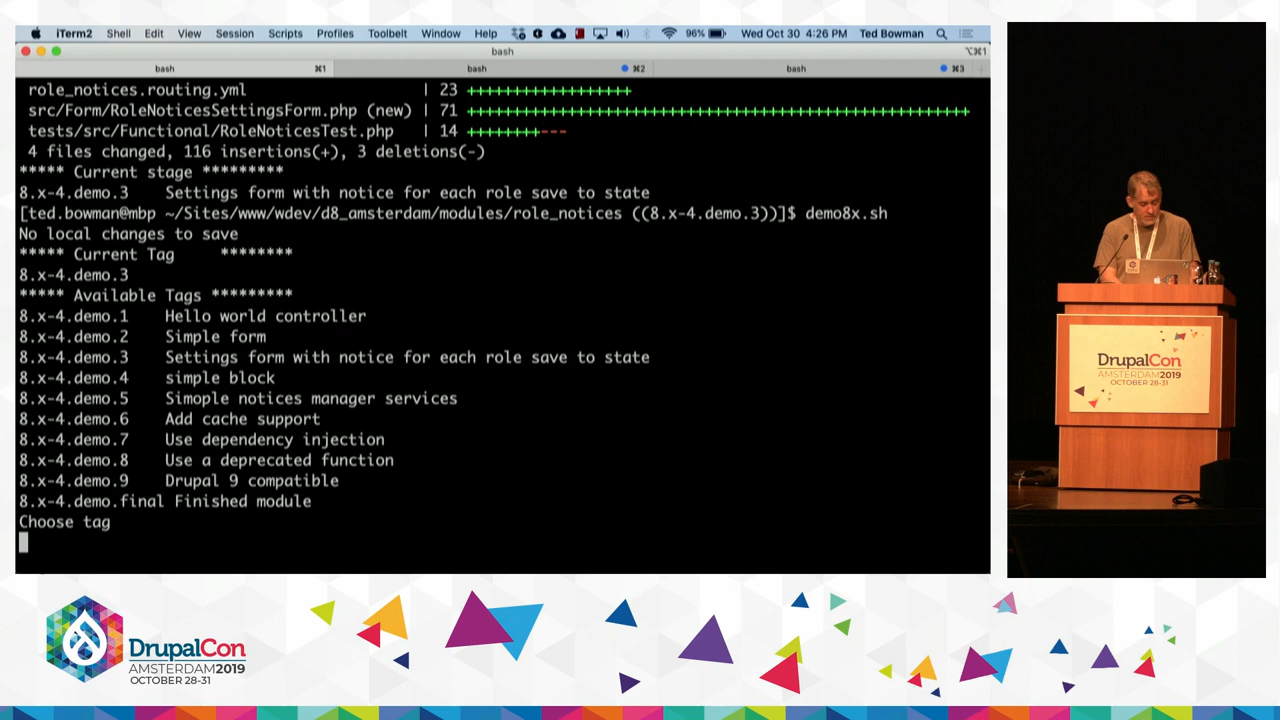 iTerm2 Shell Edit View Session Scripts Profiles Toolbelt Window Help 96% Wed Oct 30 4:26 PM Ted Bowman
bash ⌥⌘1
bash ⌘1 bash ⌘2 bash ⌘3
role_notices.routing.yml | 23 ++++++++++++++++++
src/Form/RoleNoticesSettingsForm.php (new) | 71 +++++++++++++++++++++++++++++++++++++++++++++++++++++++
tests/src/Functional/RoleNoticesTest.php | 14 ++++++++---
4 files changed, 116 insertions(+), 3 deletions(-)
***** Current stage *********
8.x-4.demo.3 Settings form with notice for each role save to state
[ted.bowman@mbp ~/Sites/www/wdev/d8_amsterdam/modules/role_notices ((8.x-4.demo.3))]$ demo8x.sh
No local changes to save
***** Current Tag ********
8.x-4.demo.3
***** Available Tags *********
8.x-4.demo.1 Hello world controller
8.x-4.demo.2 Simple form
8.x-4.demo.3 Settings form with notice for each role save to state
8.x-4.demo.4 simple block
8.x-4.demo.5 Simople notices manager services
8.x-4.demo.6 Add cache support
8.x-4.demo.7 Use dependency injection
8.x-4.demo.8 Use a deprecated function
8.x-4.demo.9 Drupal 9 compatible
8.x-4.demo.final Finished module
Choose tag
DrupalCon
AMSTERDAM2019
OCTOBER 28-31
DrupalCon
AMSTERDAM2019
OCTOBER 28-31